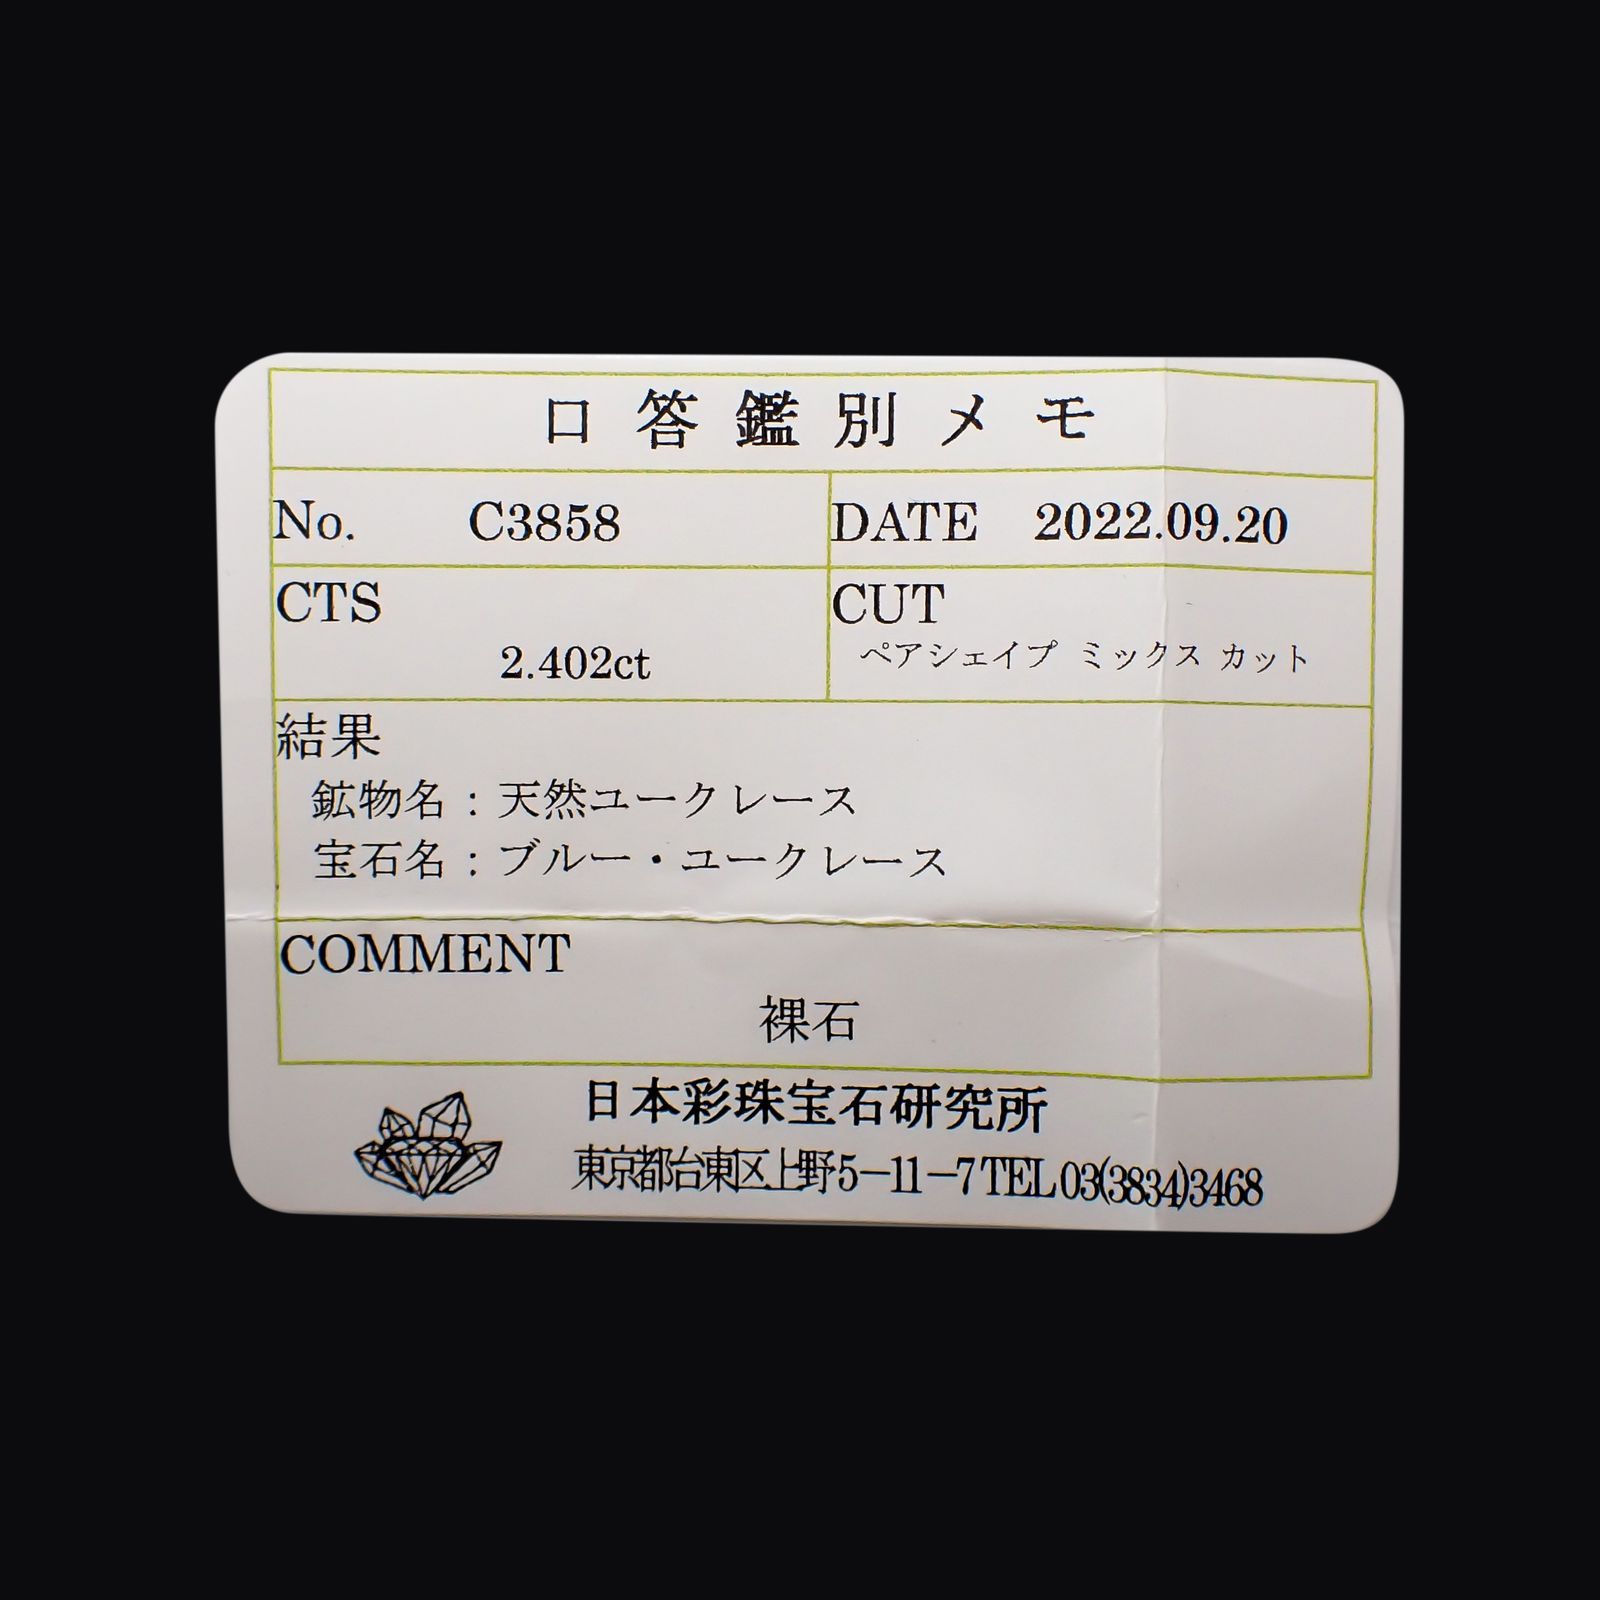 口答鑑別メモ
No. C3858 DATE 2022.09.20
CTS CUT
2.402ct ペアシェイプ ミックス カット
結果
鉱物名：天然ユークレース
宝石名：ブルー・ユークレース
COMMENT
裸石
日本彩珠宝石研究所
東京都台東区上野5－11－7 TEL 03(3834)3468